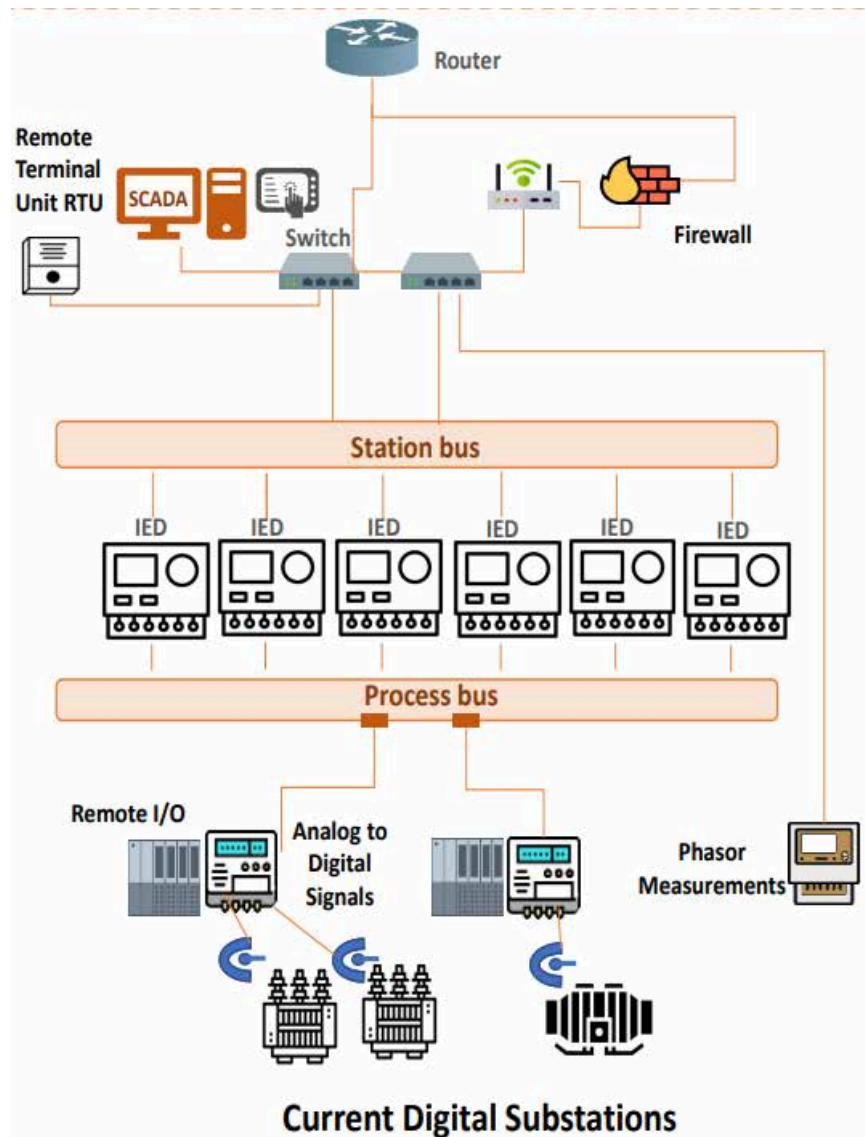 Router
Remote
Terminal
Unit RTU
SCADA
Switch
Firewall
Station bus
IED
IED
IED
IED
IED
IED
Process bus
Remote I/O
Analog to
Digital
Signals
Phasor
Measurements
Current Digital Substations